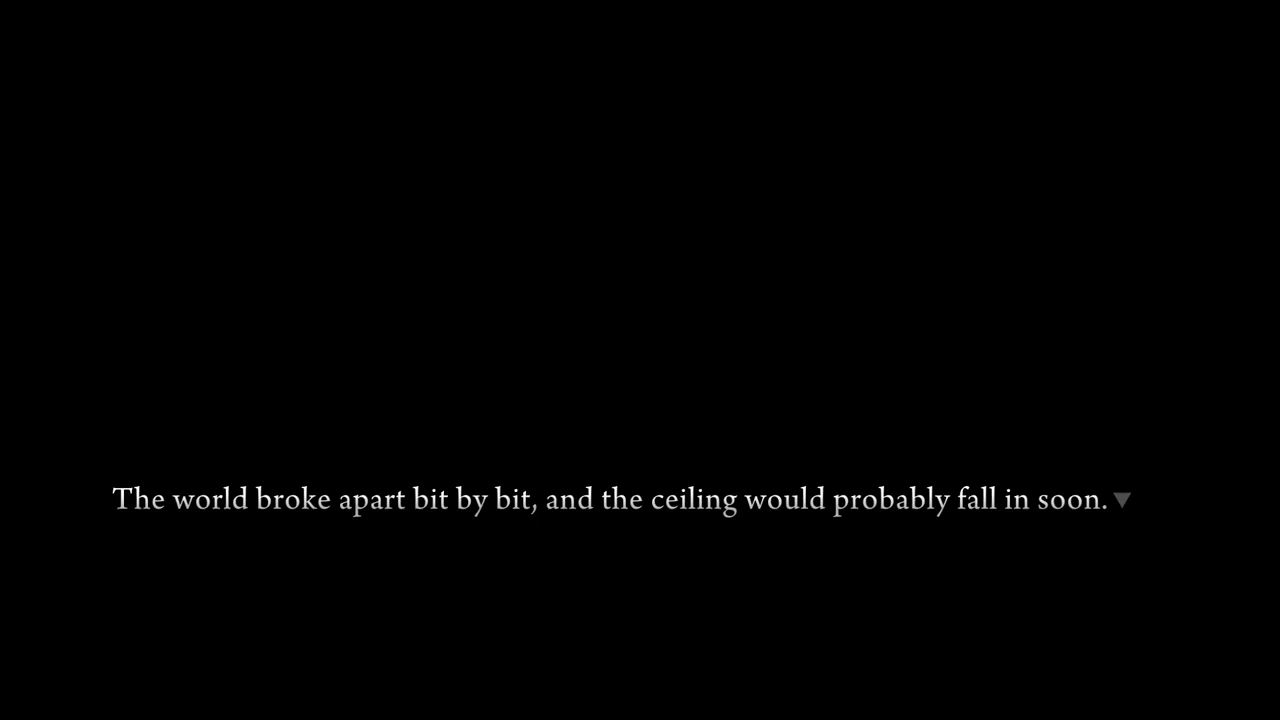 The world broke apart bit by bit, and the ceiling would probably fall in soon.